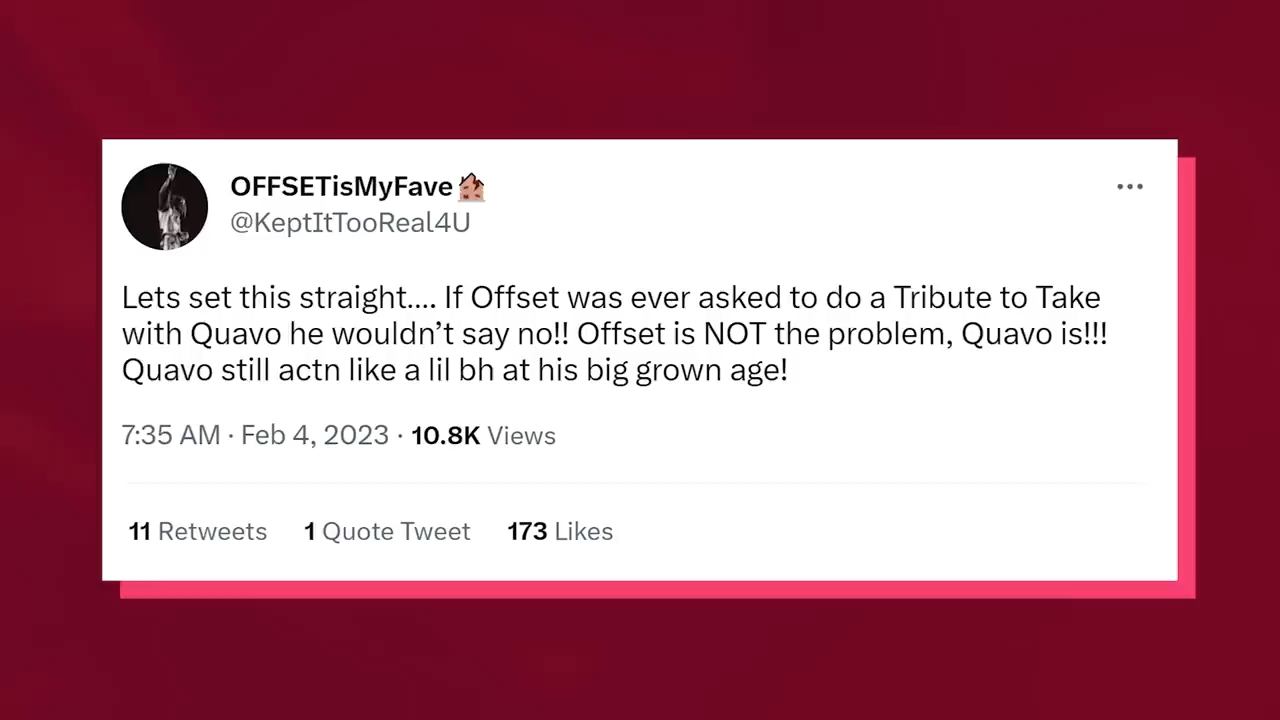 OFFSETisMyFave🏚️
@KeptItTooReal4U
Lets set this straight.... If Offset was ever asked to do a Tribute to Take
with Quavo he wouldn’t say no!! Offset is NOT the problem, Quavo is!!!
Quavo still actn like a lil bh at his big grown age!
7:35 AM · Feb 4, 2023 · 10.8K Views
11 Retweets 1 Quote Tweet 173 Likes